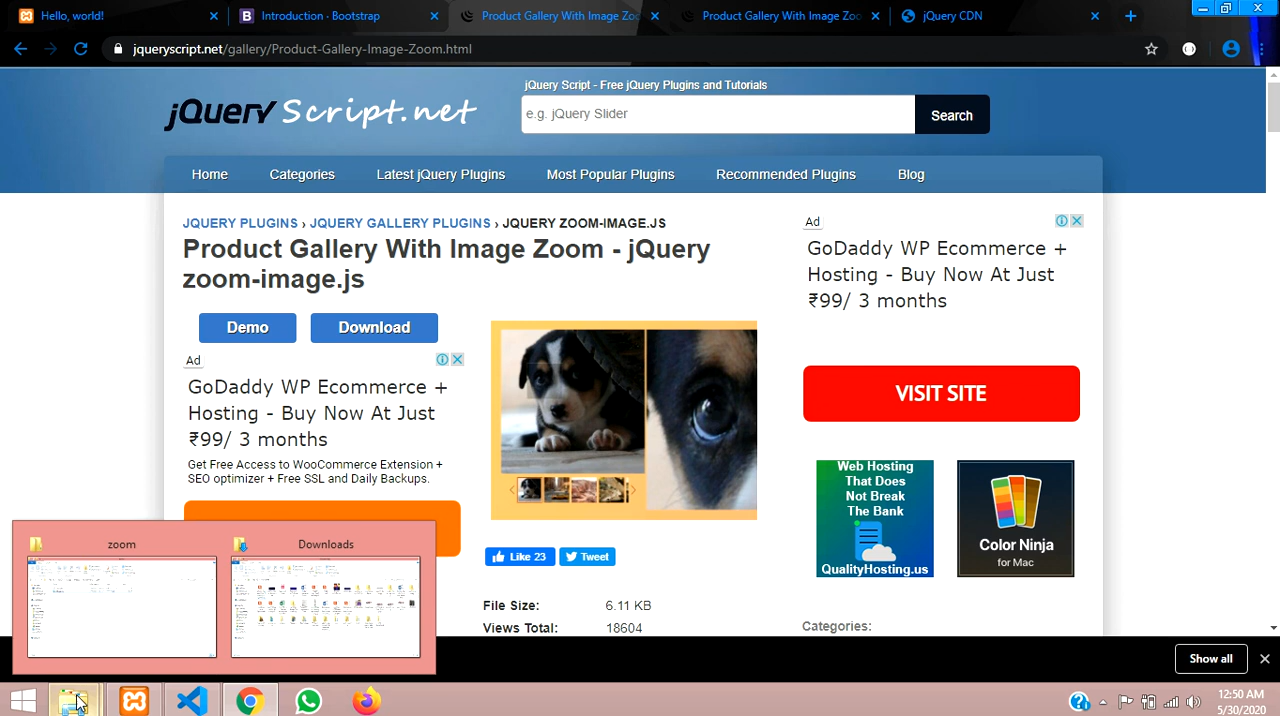 Hello, world!
Introduction · Bootstrap
Product Gallery With Image Zoo
Product Gallery With Image Zoo
jQuery CDN
jqueryscript.net/gallery/Product-Gallery-Image-Zoom.html
jQuery Script.net
jQuery Script - Free jQuery Plugins and Tutorials
e.g. jQuery Slider
Search
Home
Categories
Latest jQuery Plugins
Most Popular Plugins
Recommended Plugins
Blog
JQUERY PLUGINS › JQUERY GALLERY PLUGINS › JQUERY ZOOM-IMAGE.JS
Product Gallery With Image Zoom - jQuery
zoom-image.js
Demo
Download
Ad
GoDaddy WP Ecommerce +
Hosting - Buy Now At Just
₹99/ 3 months
Get Free Access to WooCommerce Extension +
SEO optimizer + Free SSL and Daily Backups.
Like 23
Tweet
File Size: 6.11 KB
Views Total: 18604
Ad
GoDaddy WP Ecommerce +
Hosting - Buy Now At Just
₹99/ 3 months
VISIT SITE
Web Hosting
That Does
Not Break
The Bank
QualityHosting.us
Color Ninja
for Mac
Categories:
zoom
Downloads
Show all
12:50 AM
5/30/2020